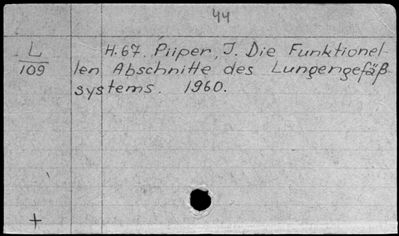 44
L
109
H.67. Piiper, J. Die Funktionel-
len Abschnitte des Lungengefäß
systems. 1960.
+